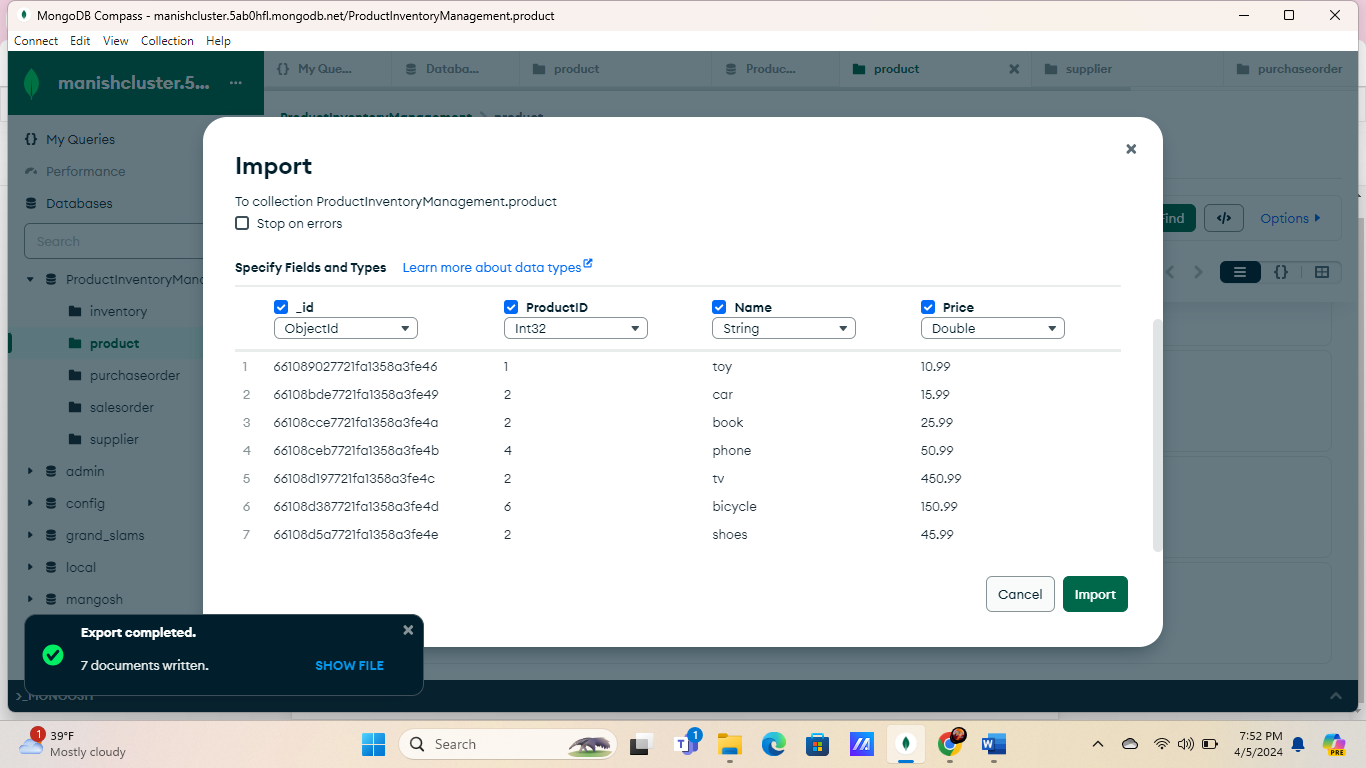 MongoDB Compass - manishcluster.5ab0hfl.mongodb.net/ProductInventoryManagement.product
Connect Edit View Collection Help
manishcluster.5... ...
{} My Que... Databa... product Produc... product supplier purchaseorder
ProductInventoryManagement > product
{} My Queries
Performance
Databases
Search
ProductInventoryMana
inventory
product
purchaseorder
salesorder
supplier
admin
config
grand_slams
local
mangosh
>_MONGOSH
Find </> Options
{}
Import
To collection ProductInventoryManagement.product
Stop on errors
Specify Fields and Types Learn more about data types
_id ProductID Name Price
ObjectId Int32 String Double
1 661089027721fa1358a3fe46 1 toy 10.99
2 66108bde7721fa1358a3fe49 2 car 15.99
3 66108cce7721fa1358a3fe4a 2 book 25.99
4 66108ceb7721fa1358a3fe4b 4 phone 50.99
5 66108d197721fa1358a3fe4c 2 tv 450.99
6 66108d387721fa1358a3fe4d 6 bicycle 150.99
7 66108d5a7721fa1358a3fe4e 2 shoes 45.99
Cancel Import
Export completed.
7 documents written. SHOW FILE
1 39°F
Mostly cloudy
Search
1
PRE
7:52 PM
4/5/2024